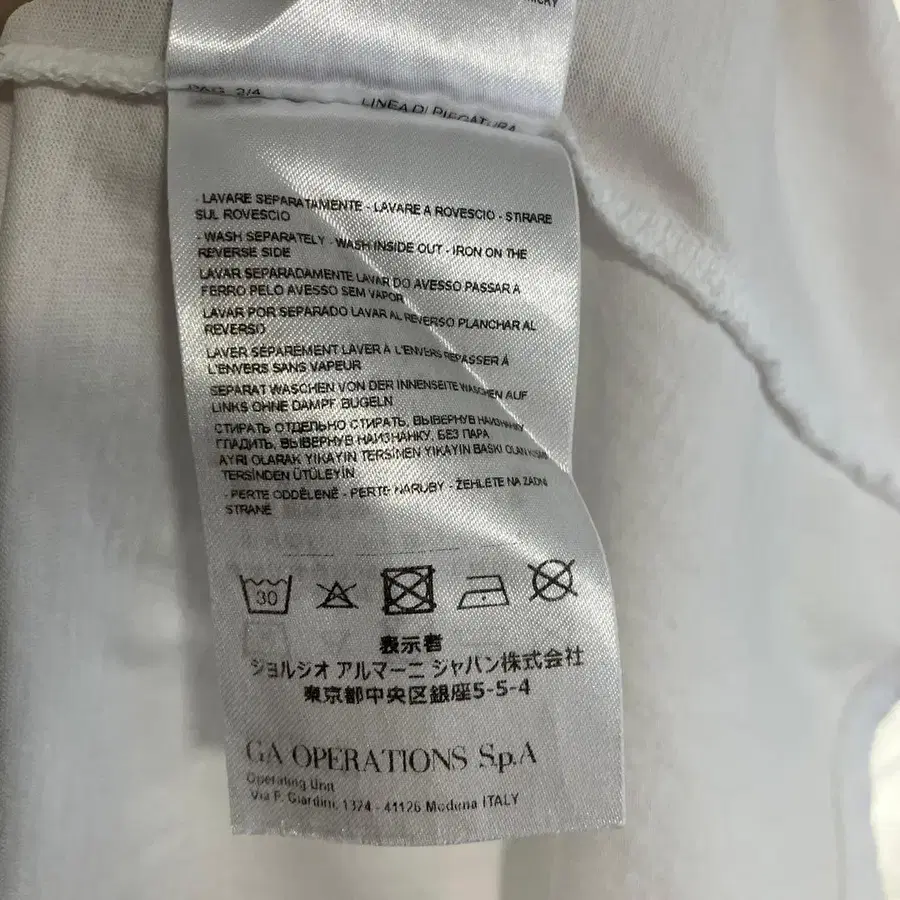 PAG. 3/4 LINEA DI PIEGATURA
- LAVARE SEPARATAMENTE - LAVARE A ROVESCIO - STIRARE
SUL ROVESCIO
- WASH SEPARATELY - WASH INSIDE OUT - IRON ON THE
REVERSE SIDE
LAVAR SEPARADAMENTE LAVAR DO AVESSO PASSAR A
FERRO PELO AVESSO SEM VAPOR
LAVAR POR SEPARADO LAVAR AL REVERSO PLANCHAR AL
REVERSO
LAVER SÉPARÉMENT LAVER À L'ENVERS REPASSER À
L'ENVERS SANS VAPEUR
SEPARAT WASCHEN VON DER INNENSEITE WASCHEN AUF
LINKS OHNE DAMPF BUGELN
СТИРАТЬ ОТДЕЛЬНО СТИРАТЬ, ВЫВЕРНУВ НАИЗНАНКУ
ГЛАДИТЬ, ВЫВЕРНУВ НАИЗНАНКУ, БЕЗ ПАРА
AYRI OLARAK YIKAYIN TERSİNDEN YIKAYIN BASKI OLAN
TERSİNDEN ÜTÜLEYİN
- PERTE ODDĚLENĚ - PERTE NARUBY - ŽEHLETE NA ZADNÍ
STRANĚ
30
表示者
ジョルジオ アルマーニ ジャパン株式会社
東京都中央区銀座5-5-4
GA OPERATIONS S.p.A
Operating Unit
Via P. Giardini, 1324 - 41126 Modena ITALY